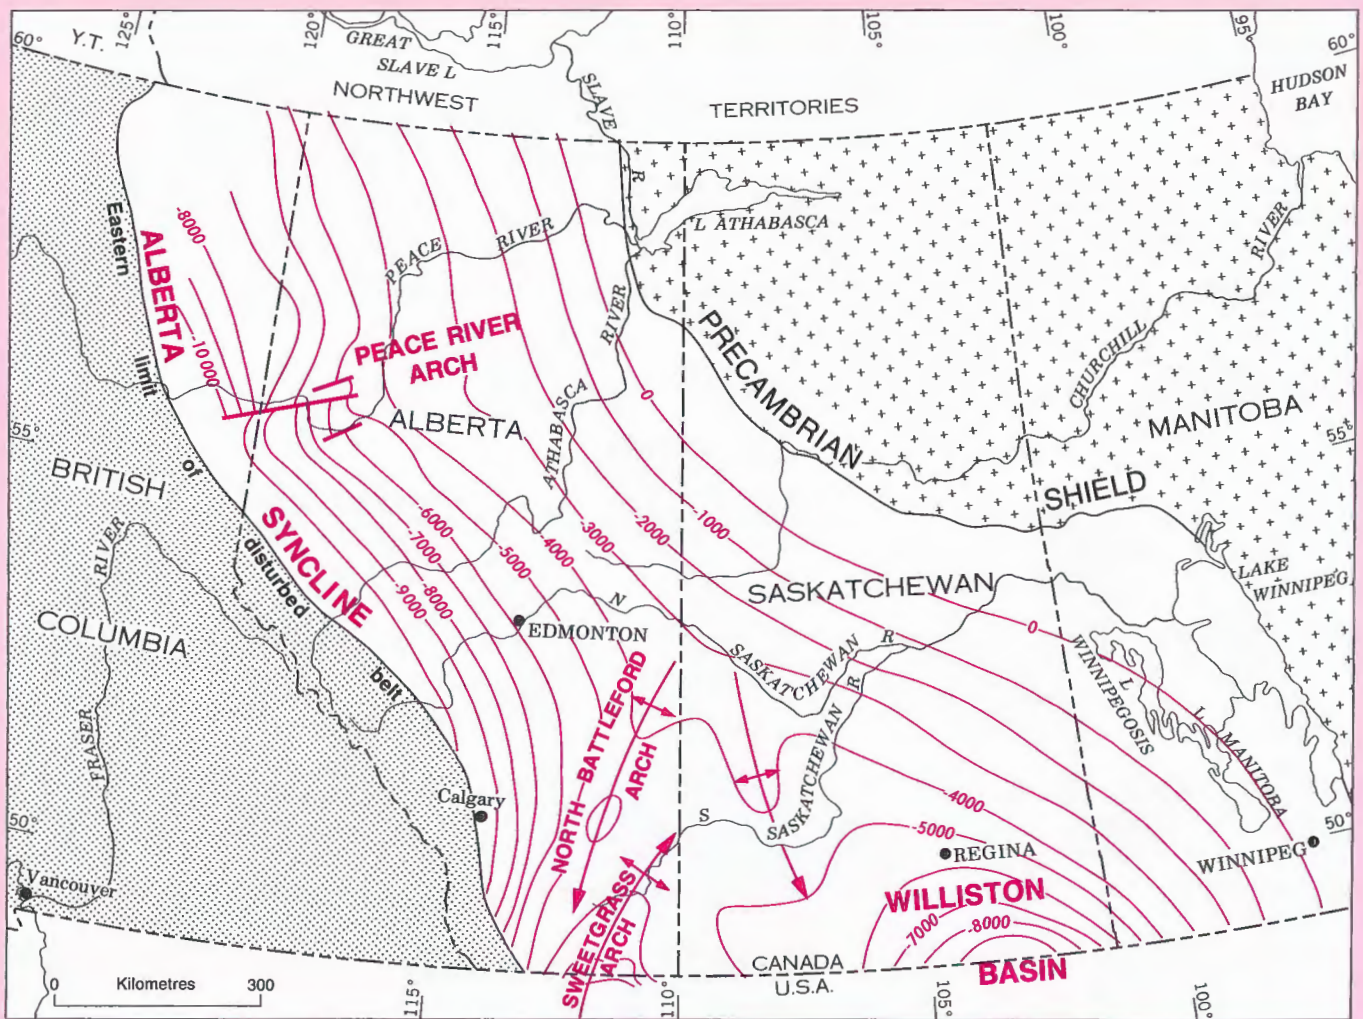 60°
Y.T.
125°
120°
115°
110°
105°
100°
95°
60°
GREAT
SLAVE L
SLAVE
R
NORTHWEST
TERRITORIES
HUDSON
BAY
Eastern
limit
of
disturbed
belt
ALBERTA
SYNCLINE
-8000
-10 000
PEACE
RIVER
L ATHABASCA
RIVER
PEACE RIVER
ARCH
ATHABASCA
RIVER
0
PRECAMBRIAN
SHIELD
CHURCHILL
MANITOBA
ALBERTA
55°
55°
BRITISH
COLUMBIA
RIVER
FRASER
-6000
-7000
-8000
-9000
-5000
-4000
-3000
-2000
-1000
SASKATCHEWAN
0
LAKE
WINNIPEG
EDMONTON
N
SASKATCHEWAN
R
WINNIPEGOSIS
L
L
MANITOBA
NORTH-BATTLEFORD
ARCH
SASKATCHEWAN
R
S
Calgary
-4000
-5000
REGINA
50°
50°
WINNIPEG
Vancouver
SWEETGRASS
ARCH
WILLISTON
BASIN
-7000
-8000
CANADA
U.S.A.
0
Kilometres
300
115°
110°
105°
100°